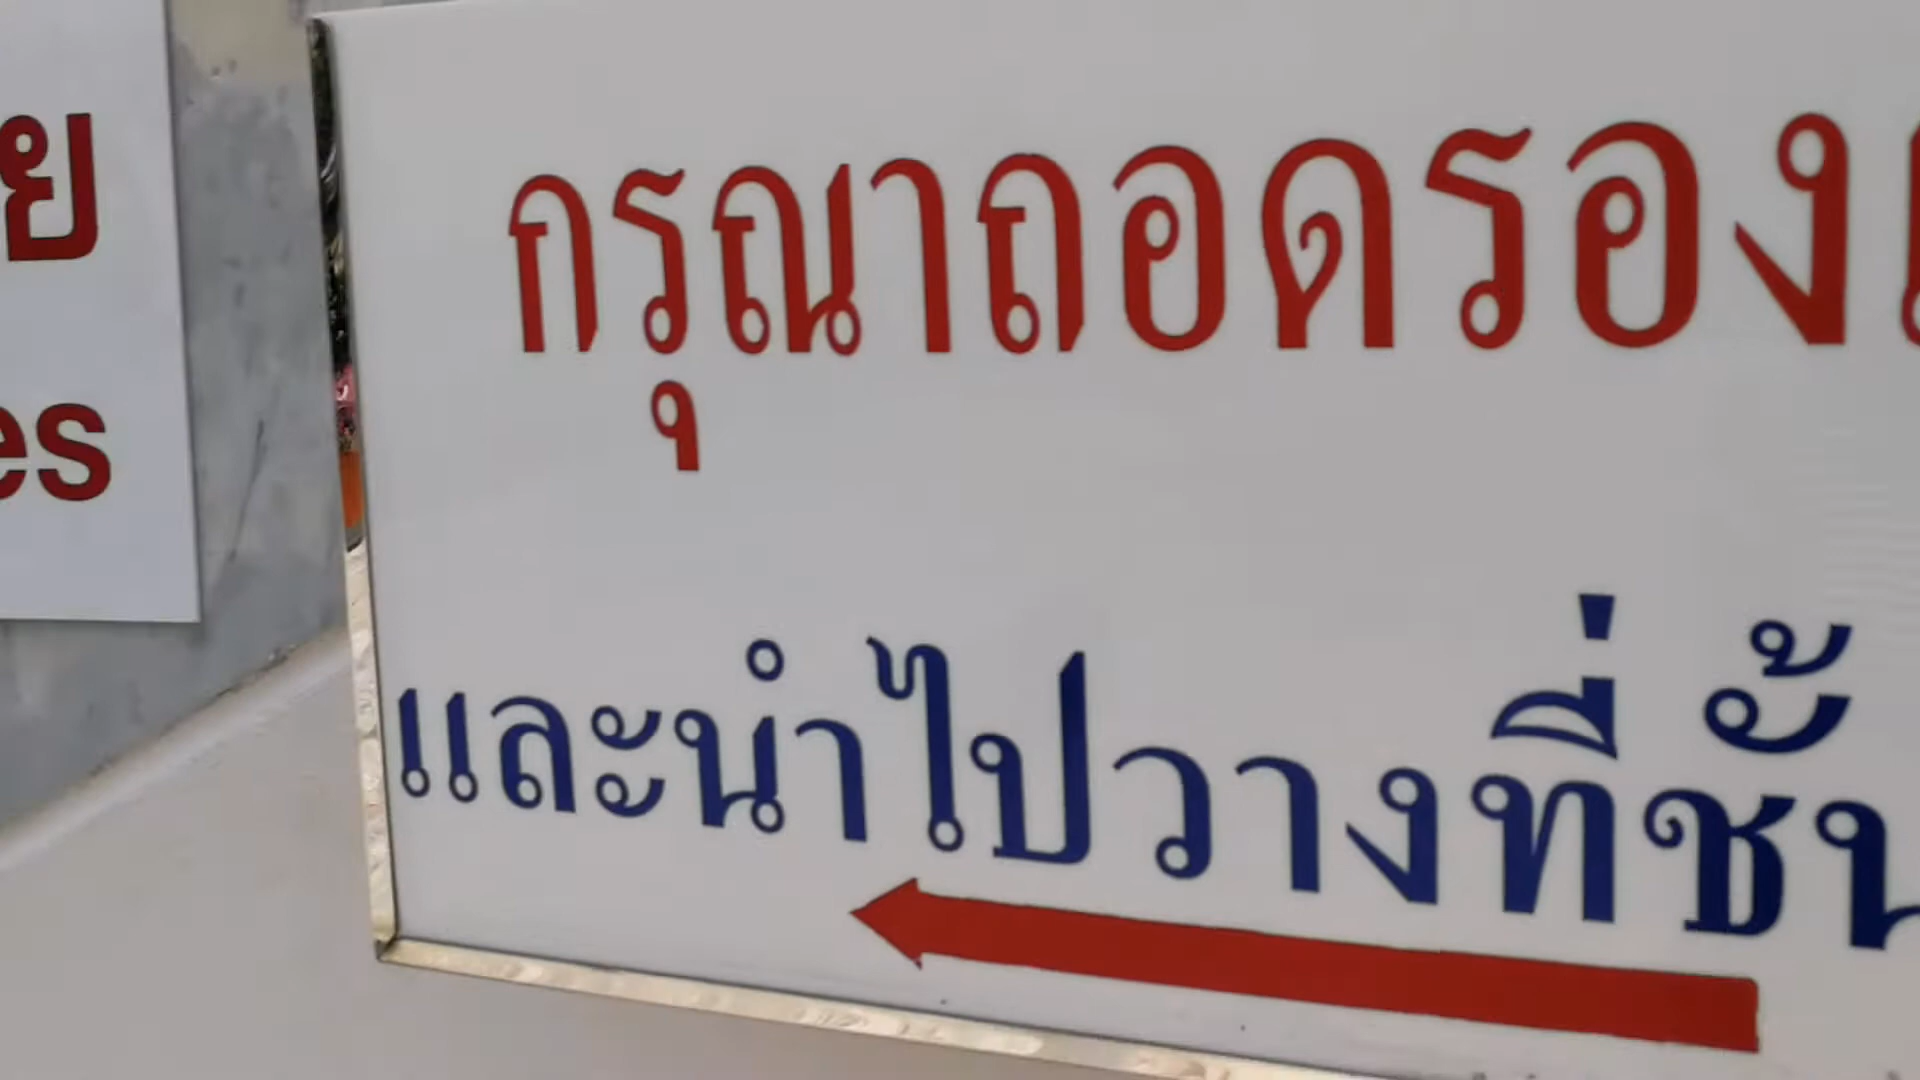 ย
es
กรุณาถอดรอง
และนำไปวางที่ชั้น